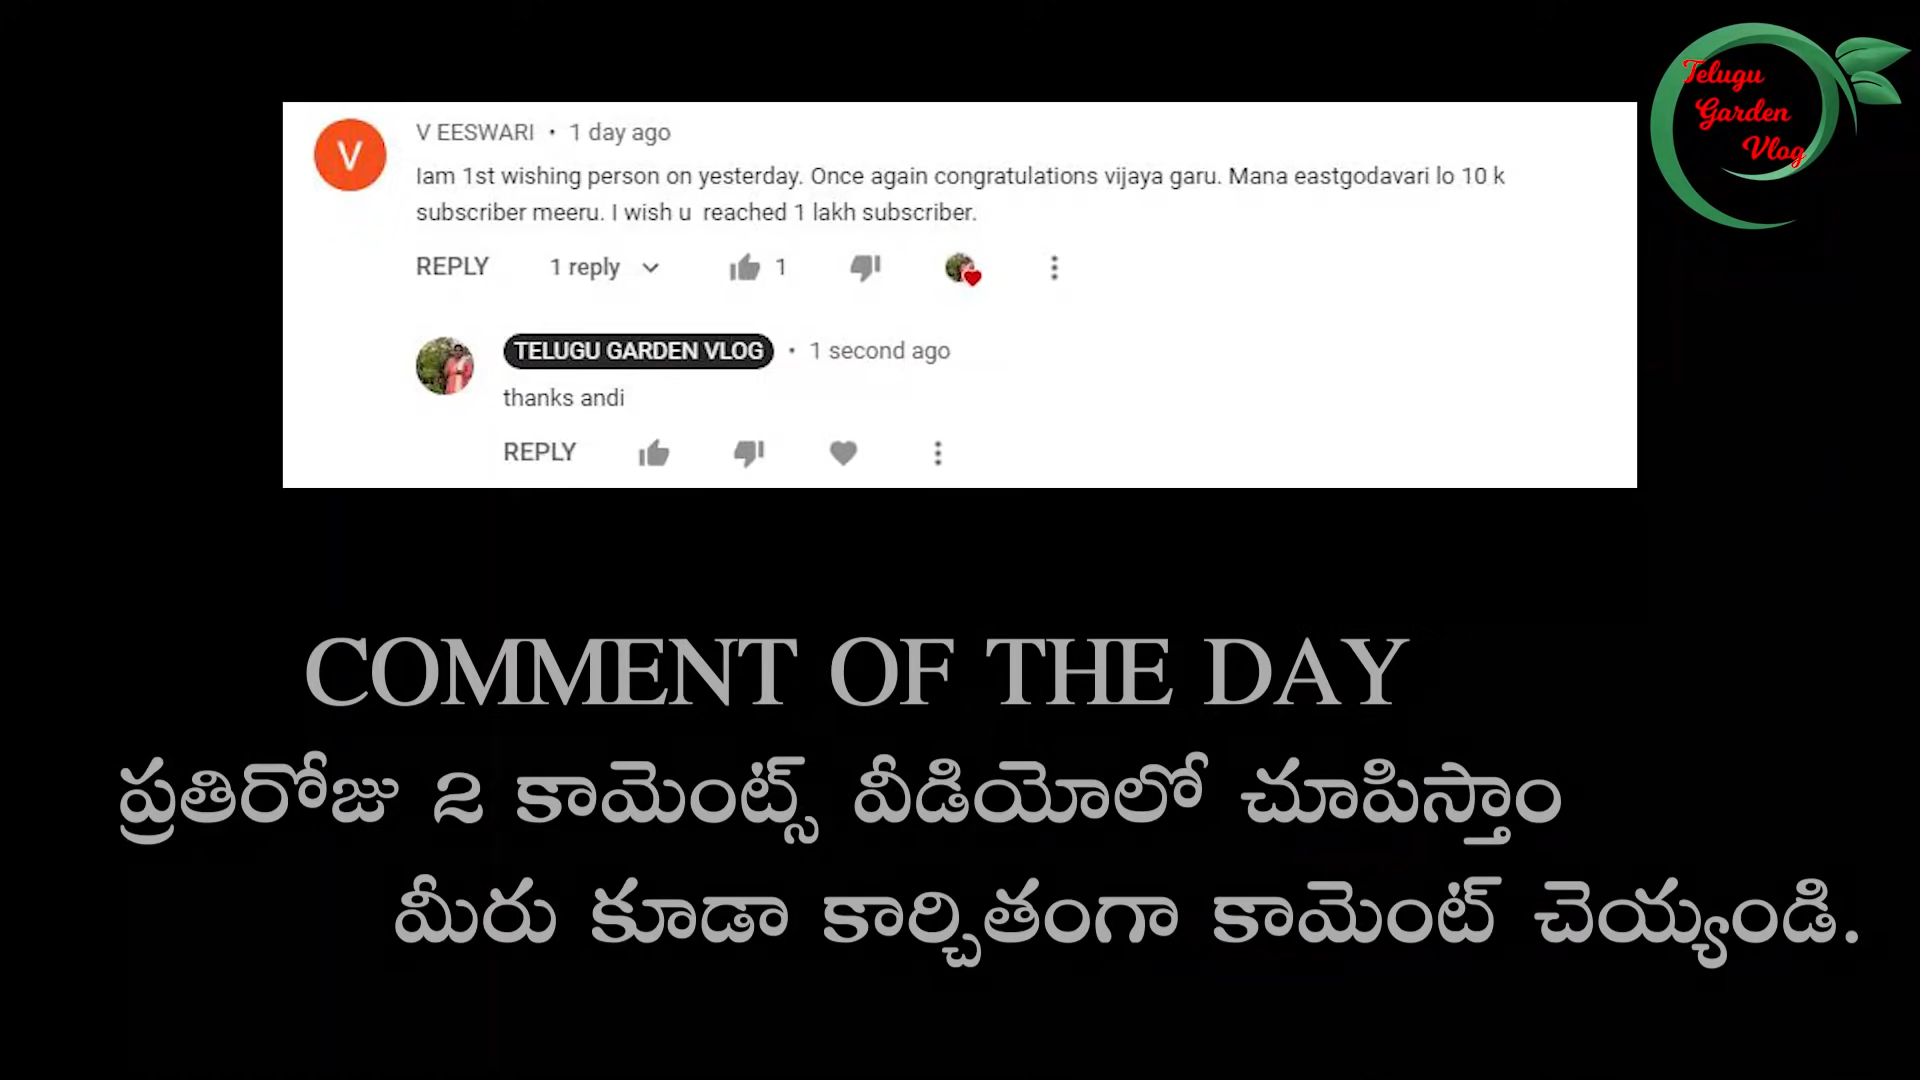 Telugu
Garden
Vlog
V
V EESWARI • 1 day ago
Iam 1st wishing person on yesterday. Once again congratulations vijaya garu. Mana eastgodavari lo 10 k
subscriber meeru. I wish u reached 1 lakh subscriber.
REPLY 1 reply 1
TELUGU GARDEN VLOG • 1 second ago
thanks andi
REPLY
COMMENT OF THE DAY
ప్రతిరోజు 2 కామెంట్స్ వీడియోలో చూపిస్తాం
మీరు కూడా కార్చితంగా కామెంట్ చెయ్యండి.